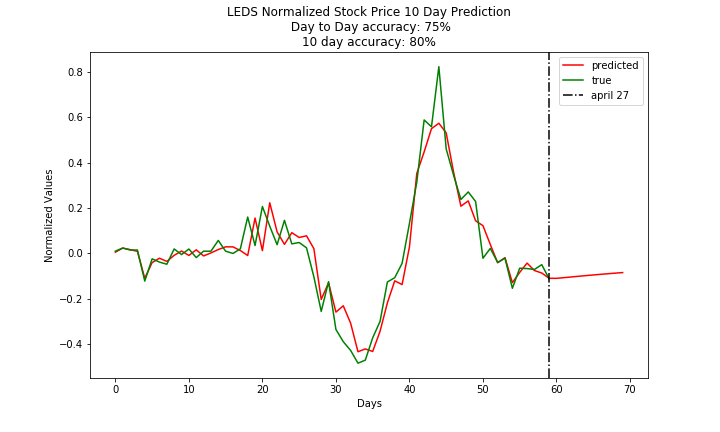 LEDS Normalized Stock Price 10 Day Prediction
Day to Day accuracy: 75%
10 day accuracy: 80%
predicted
true
april 27
Normalized Values
0.8
0.6
0.4
0.2
0.0
−0.2
−0.4
0 10 20 30 40 50 60 70
Days